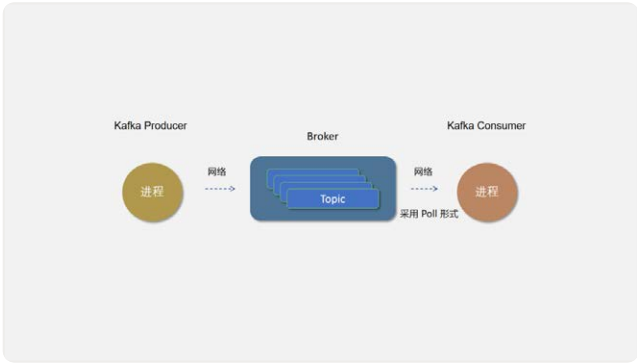 Kafka Producer
Broker
Kafka Consumer
进程
网络
Topic
网络
采用 Poll 形式
进程